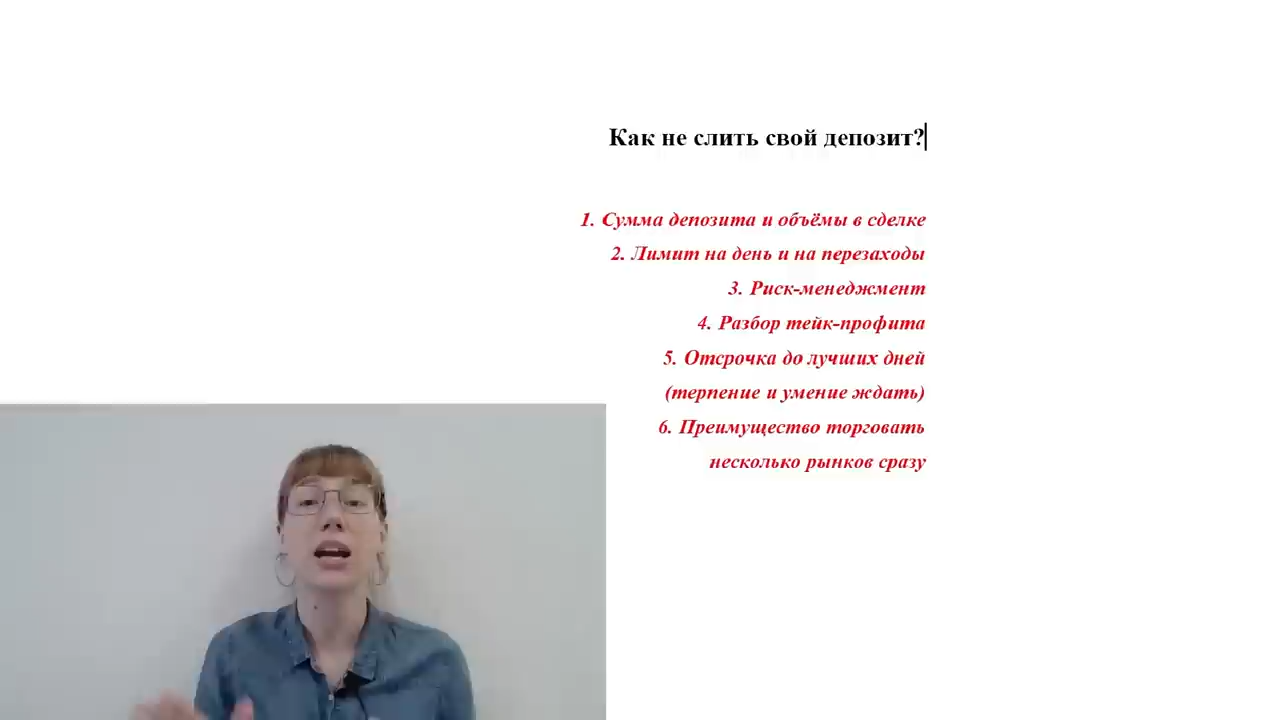 Как не слить свой депозит?
1. Сумма депозита и объёмы в сделке
2. Лимит на день и на перезаходы
3. Риск-менеджмент
4. Разбор тейк-профита
5. Отсрочка до лучших дней
(терпение и умение ждать)
6. Преимущество торговать
несколько рынков сразу